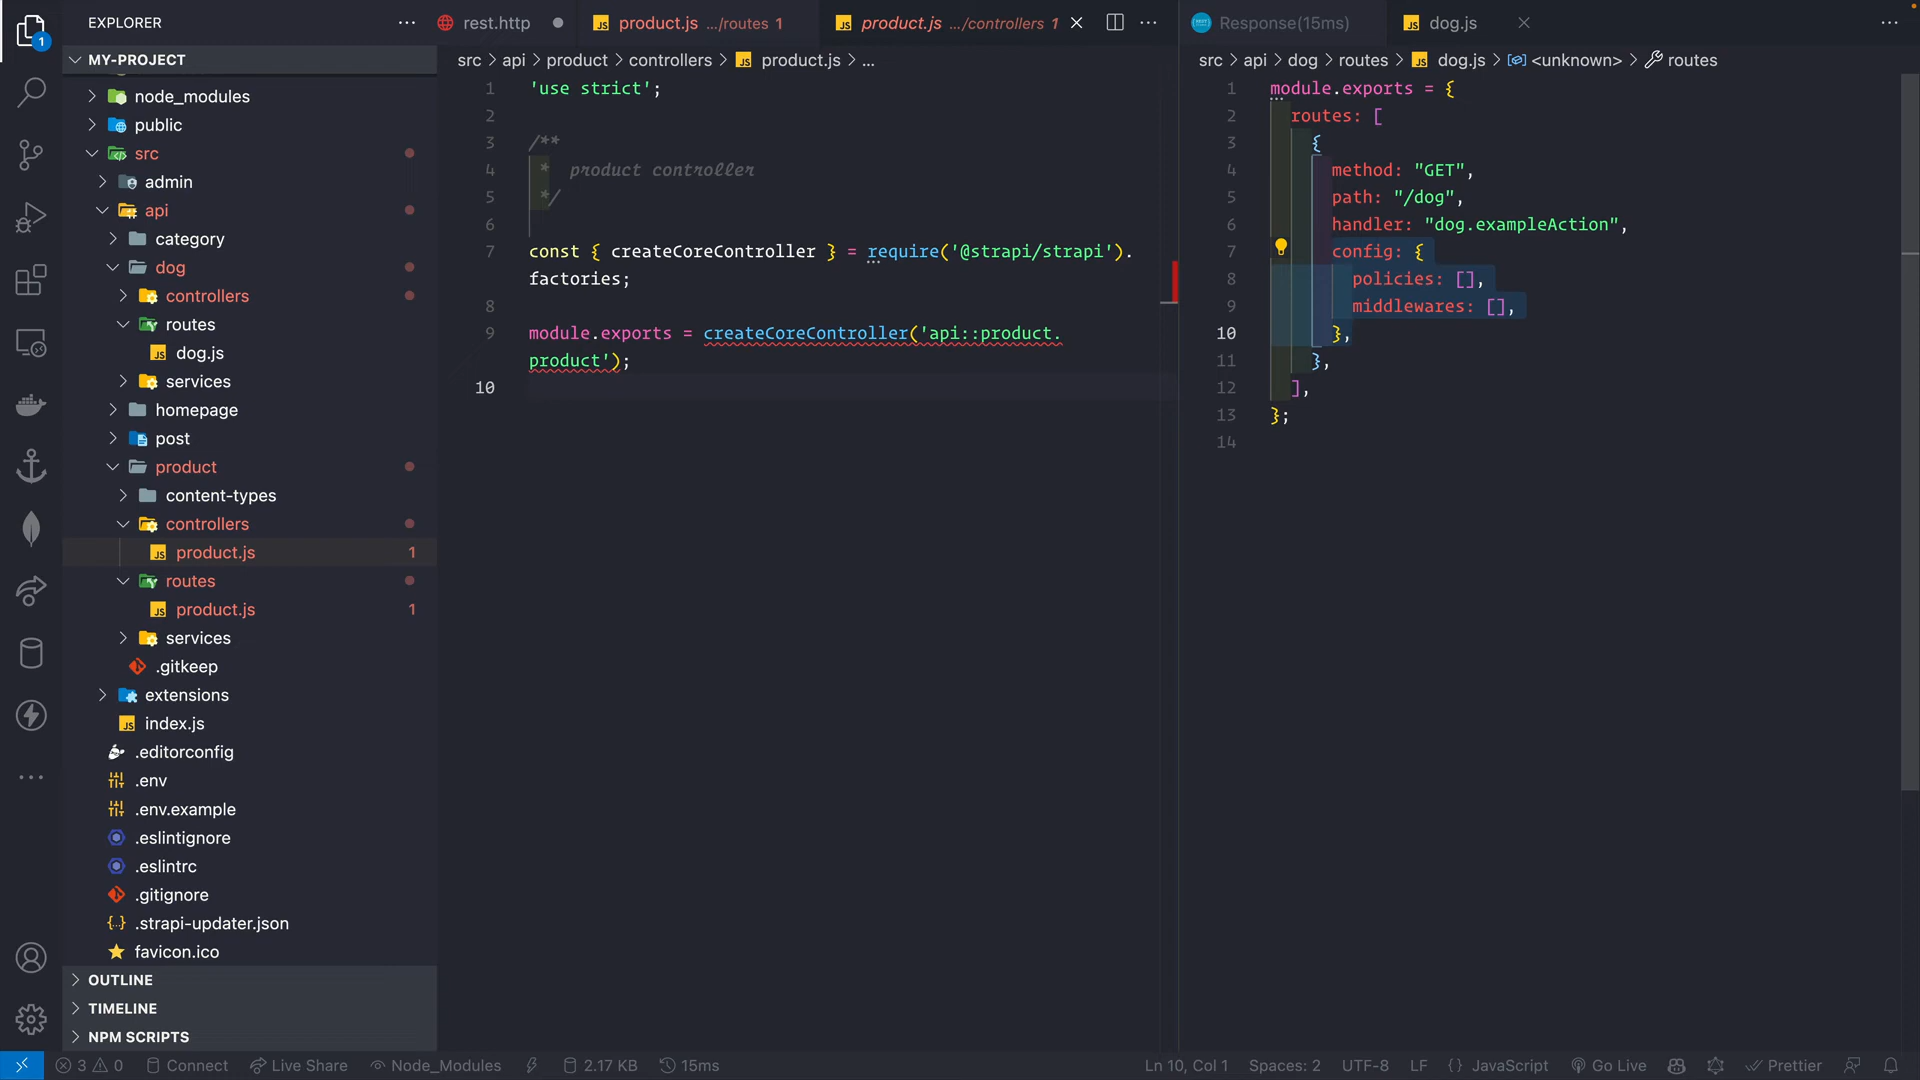 EXPLORER
MY-PROJECT
node_modules
public
src
admin
api
category
dog
controllers
routes
dog.js
services
homepage
post
product
content-types
controllers
product.js 1
routes
product.js 1
services
.gitkeep
extensions
index.js
.editorconfig
.env
.env.example
.eslintignore
.eslintrc
.gitignore
.strapi-updater.json
favicon.ico
OUTLINE
TIMELINE
NPM SCRIPTS
1
rest.http
product.js .../routes 1
product.js .../controllers 1
src > api > product > controllers > JS product.js > ...
1 'use strict';
2
3 /**
4  *  product controller
5  */
6
7 const { createCoreController } = require('@strapi/strapi').
factories;
8
9 module.exports = createCoreController('api::product.
product');
10
Response(15ms)
dog.js
src > api > dog > routes > JS dog.js > <unknown> > routes
1 module.exports = {
2   routes: [
3     {
4       method: "GET",
5       path: "/dog",
6       handler: "dog.exampleAction",
7       config: {
8         policies: [],
9         middlewares: [],
10       },
11     },
12   ],
13 };
14
3 0 Connect Live Share Node_Modules 2.17 KB 15ms Ln 10, Col 1 Spaces: 2 UTF-8 LF {} JavaScript Go Live Prettier